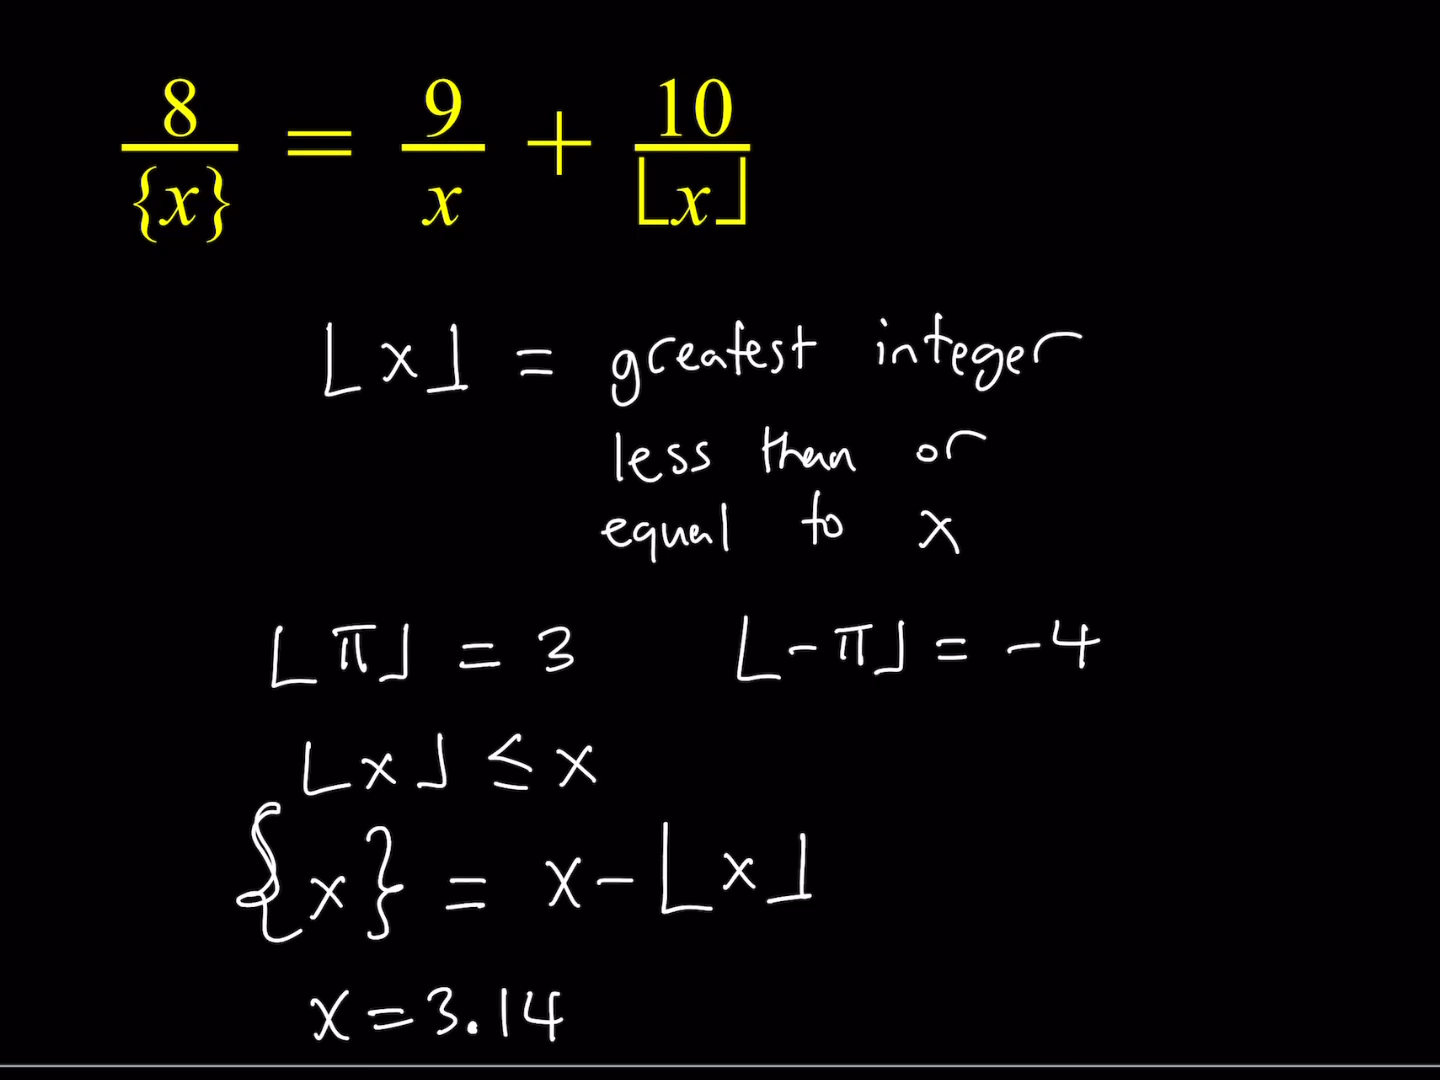 8/{x} = 9/x + 10/⌊x⌋
⌊x⌋ = greatest integer
less than or
equal to x
⌊π⌋ = 3 ⌊-π⌋ = -4
⌊x⌋ ≤ x
{x} = x - ⌊x⌋
x = 3.14